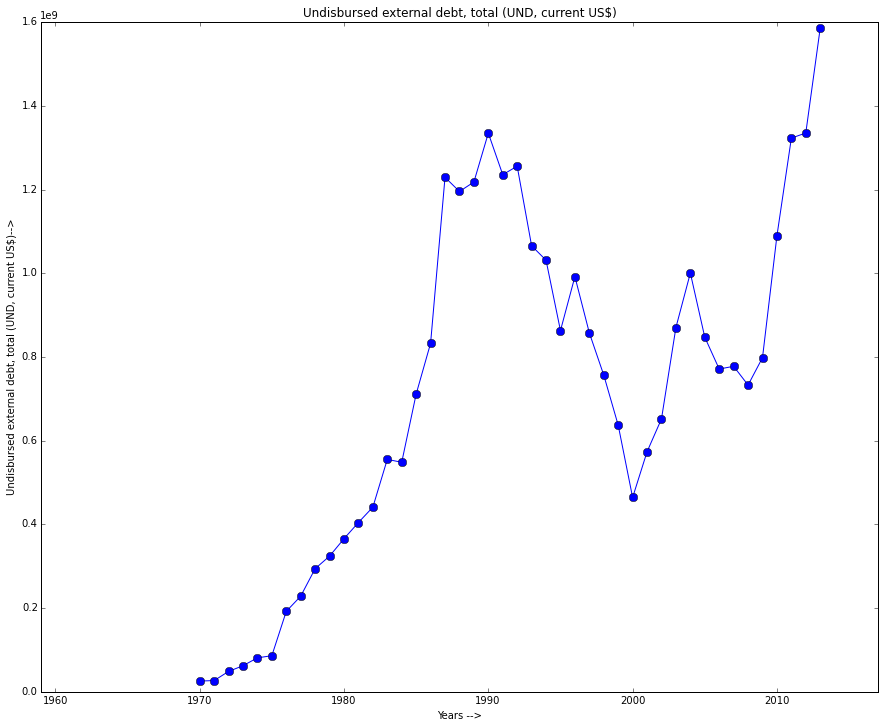 Undisbursed external debt, total (UND, current US$)
1e9
1.6
1.4
1.2
1.0
0.8
0.6
0.4
0.2
0.0
Undisbursed external debt, total (UND, current US$)-->
1960 1970 1980 1990 2000 2010
Years -->